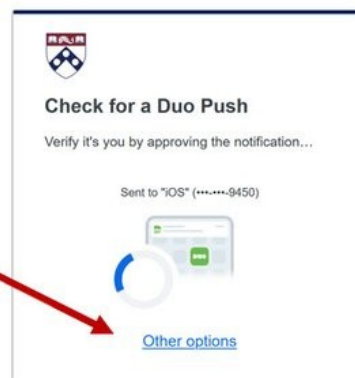 Check for a Duo Push
Verify it's you by approving the notification...
Sent to "iOS" (•••-•••-9450)
Other options